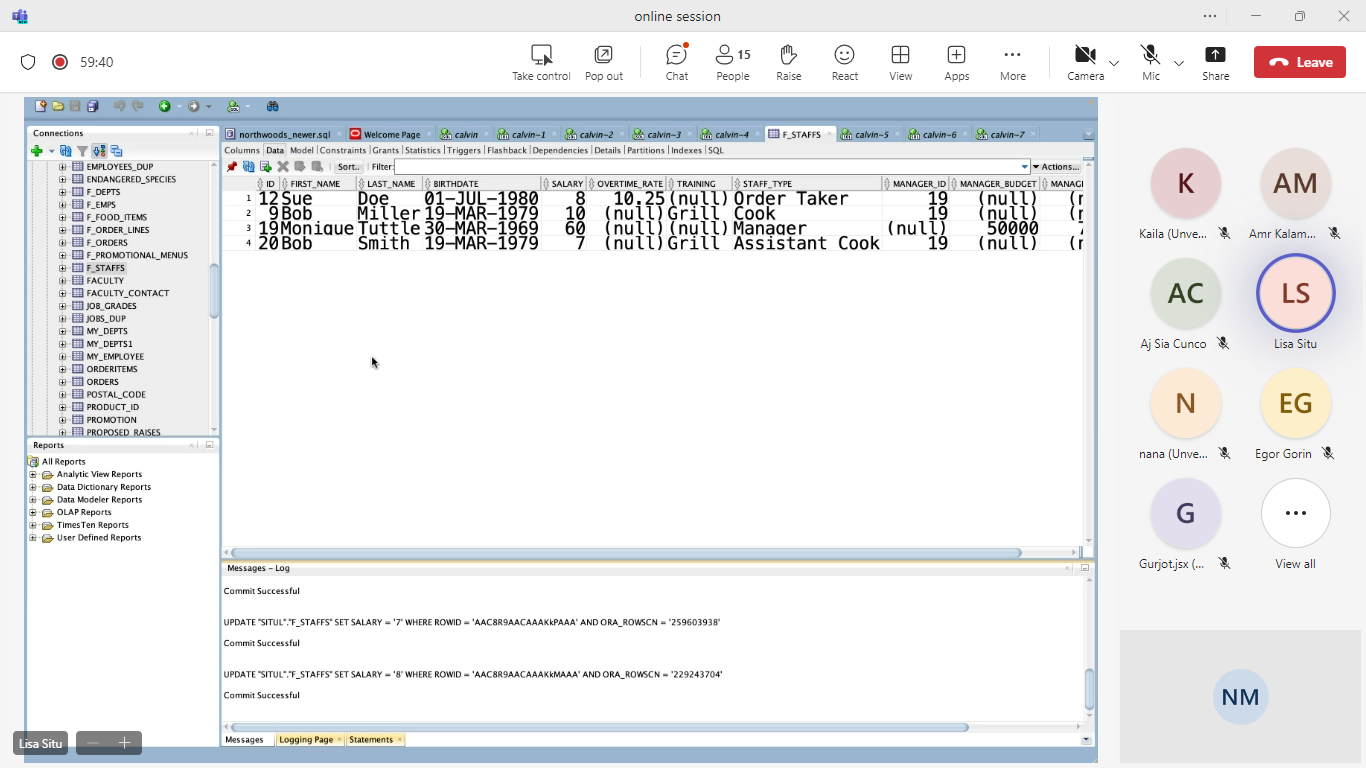 online session
59:40
Take control
Pop out
Chat
15
People
Raise
React
View
Apps
More
Camera
Mic
Share
Leave
Connections
EMPLOYEES_DUP
ENDANGERED_SPECIES
F_DEPTS
F_EMPS
F_FOOD_ITEMS
F_ORDER_LINES
F_ORDERS
F_PROMOTIONAL_MENUS
F_STAFFS
FACULTY
FACULTY_CONTACT
JOB_GRADES
JOBS_DUP
MY_DEPTS
MY_DEPTS1
MY_EMPLOYEE
ORDERITEMS
ORDERS
POSTAL_CODE
PRODUCT_ID
PROMOTION
PROPOSED_RAISES
Reports
All Reports
Analytic View Reports
Data Dictionary Reports
Data Modeler Reports
OLAP Reports
TimesTen Reports
User Defined Reports
northwoods_newer.sql Welcome Page calvin calvin~1 calvin~2 calvin~3 calvin~4 F_STAFFS calvin~5 calvin~6 calvin~7
Columns Data Model Constraints Grants Statistics Triggers Flashback Dependencies Details Partitions Indexes SQL
Sort.. Filter: Actions...
ID FIRST_NAME LAST_NAME BIRTHDATE SALARY OVERTIME_RATE TRAINING STAFF_TYPE MANAGER_ID MANAGER_BUDGET MANAG
1 12 Sue Doe 01-JUL-1980 8 10.25 (null) Order Taker 19 (null)
2 9 Bob Miller 19-MAR-1979 10 (null) Grill Cook 19 (null)
3 19 Monique Tuttle 30-MAR-1969 60 (null) (null) Manager (null) 50000
4 20 Bob Smith 19-MAR-1979 7 (null) Grill Assistant Cook 19 (null)
Messages - Log
Commit Successful
UPDATE "SITUL"."F_STAFFS" SET SALARY = '7' WHERE ROWID = 'AAC8R9AACAAAKkPAAA' AND ORA_ROWSCN = '259603938'
Commit Successful
UPDATE "SITUL"."F_STAFFS" SET SALARY = '8' WHERE ROWID = 'AAC8R9AACAAAKkMAAA' AND ORA_ROWSCN = '229243704'
Commit Successful
Messages Logging Page Statements
Lisa Situ
K
Kaila (Unve...
AM
Amr Kalam...
AC
Aj Sia Cunco
LS
Lisa Situ
N
nana (Unve...
EG
Egor Gorin
G
Gurjot.jsx (...
View all
NM